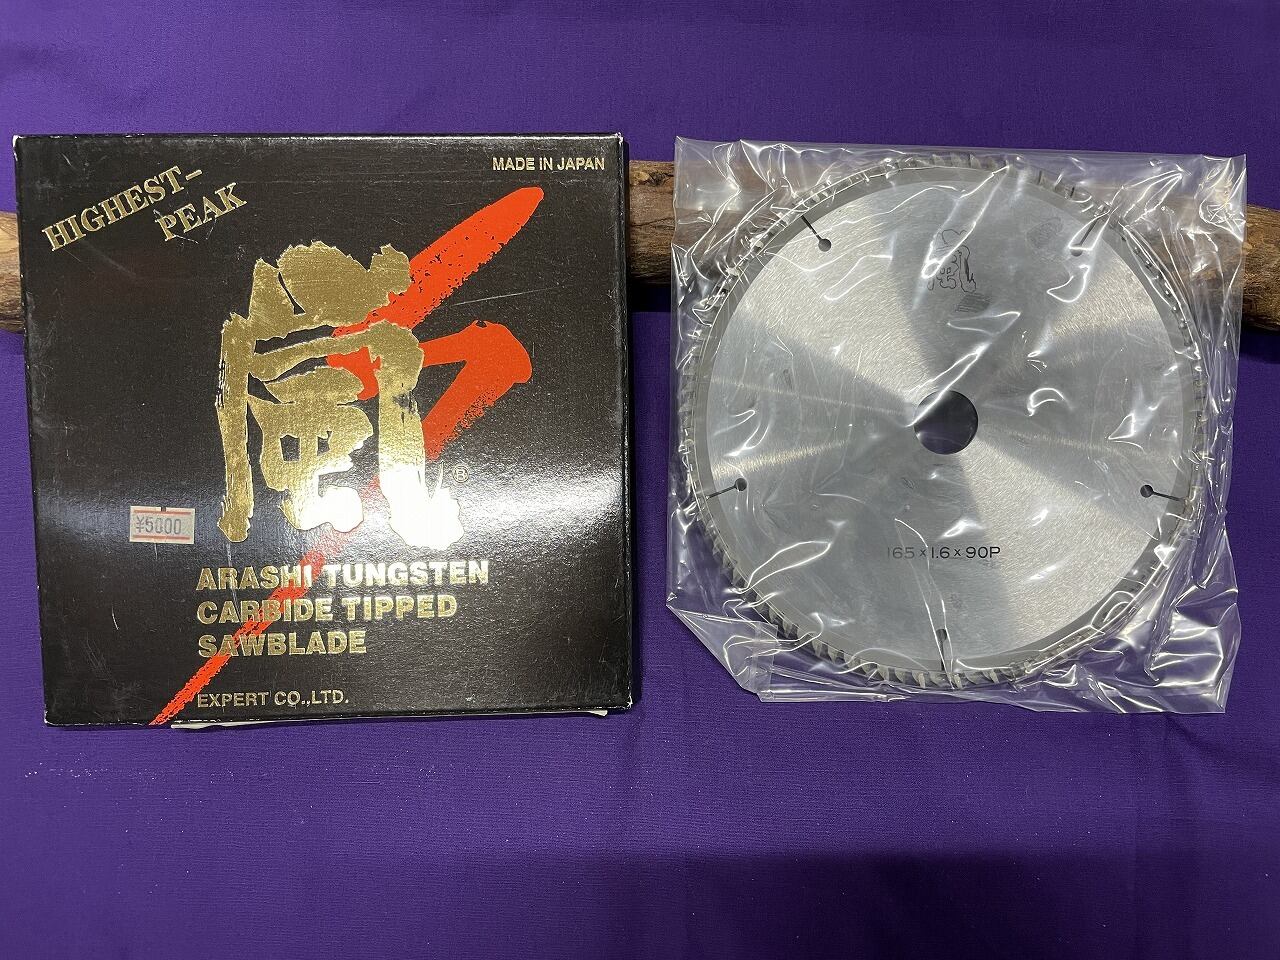 MADE IN JAPAN
HIGHEST-
PEAK
嵐
®
¥5000
ARASHI TUNGSTEN
CARBIDE TIPPED
SAWBLADE
EXPERT CO.,LTD.
嵐
165×1.6×90P